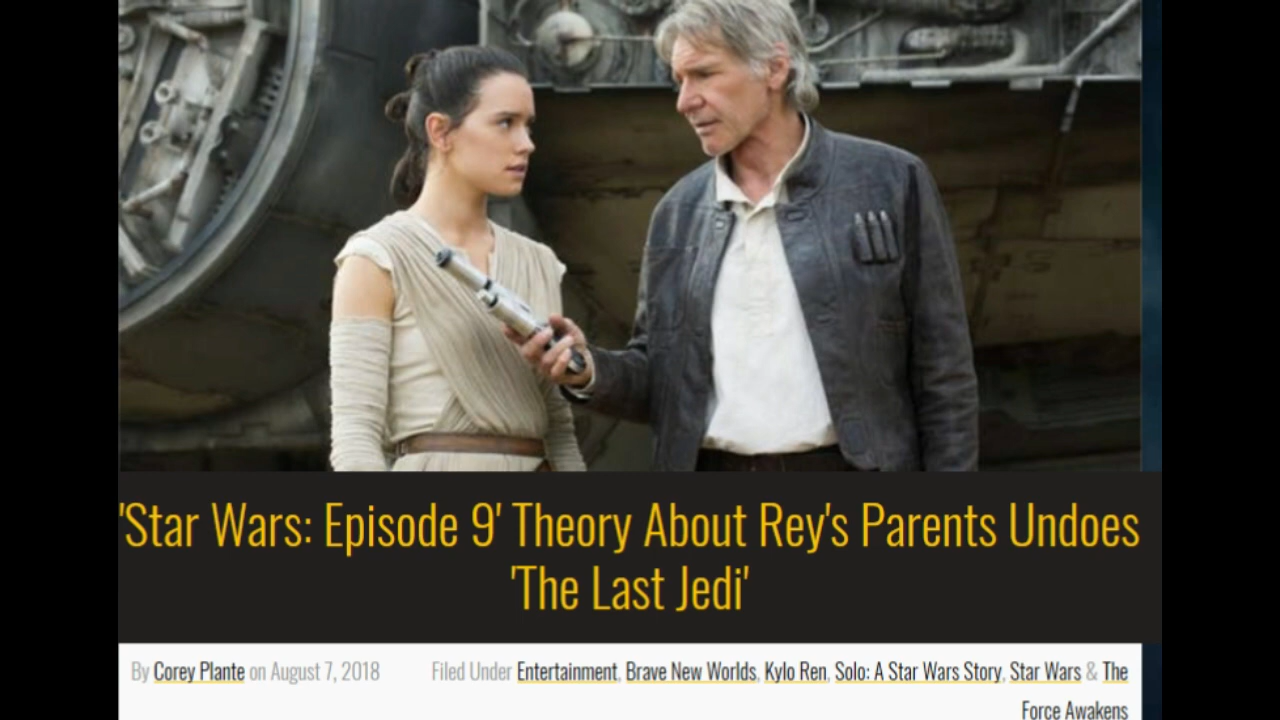 'Star Wars: Episode 9' Theory About Rey's Parents Undoes
'The Last Jedi'
By Corey Plante on August 7, 2018 Filed Under Entertainment, Brave New Worlds, Kylo Ren, Solo: A Star Wars Story, Star Wars & The
Force Awakens